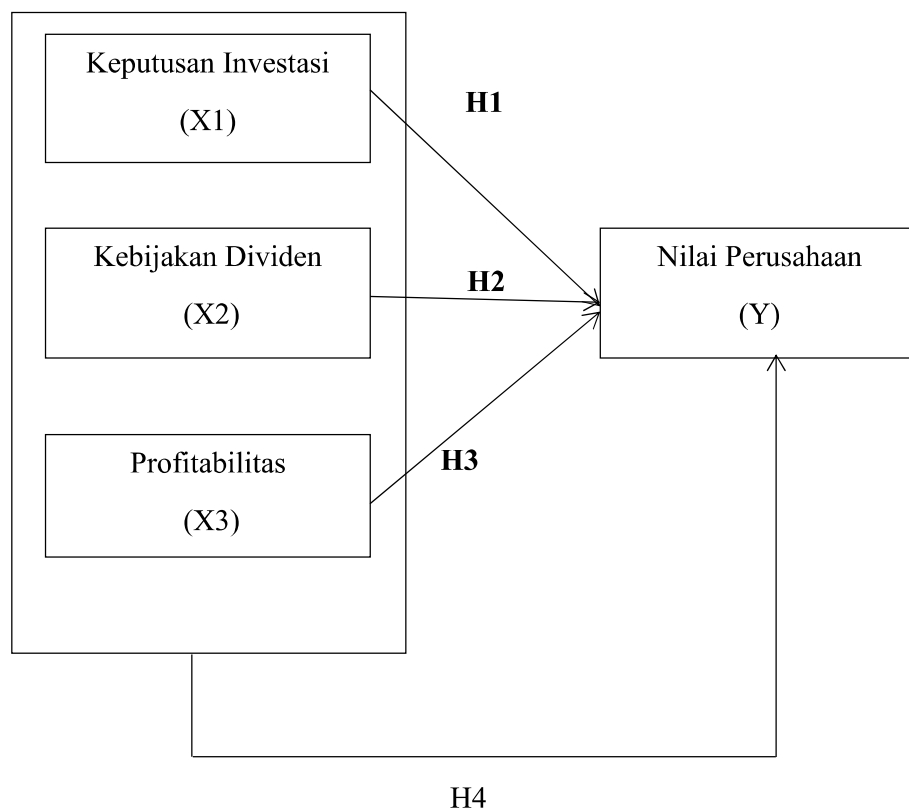 Keputusan Investasi
(X1)
H1
Kebijakan Dividen
(X2)
H2
Nilai Perusahaan
(Y)
Profitabilitas
(X3)
H3
H4